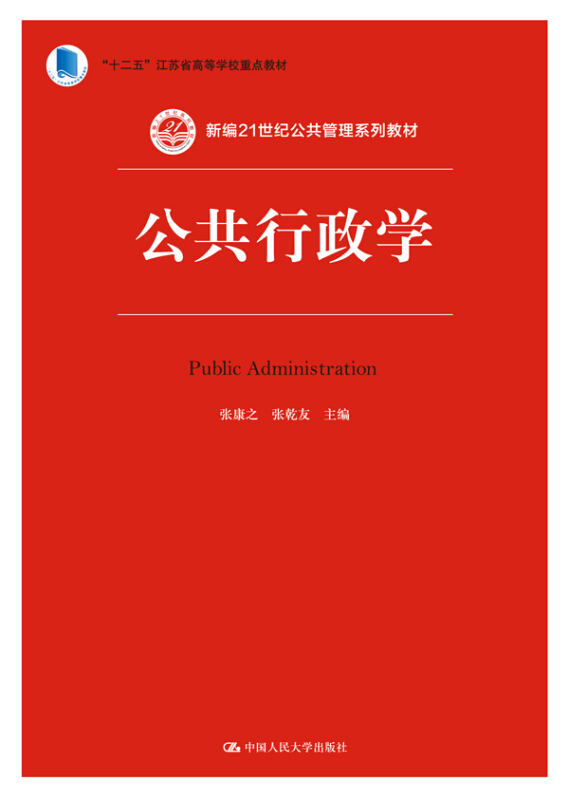 “十二五”江苏省高等学校重点教材
21
新编21世纪公共管理系列教材
公共行政学
Public Administration
张康之 张乾友 主编
中国人民大学出版社